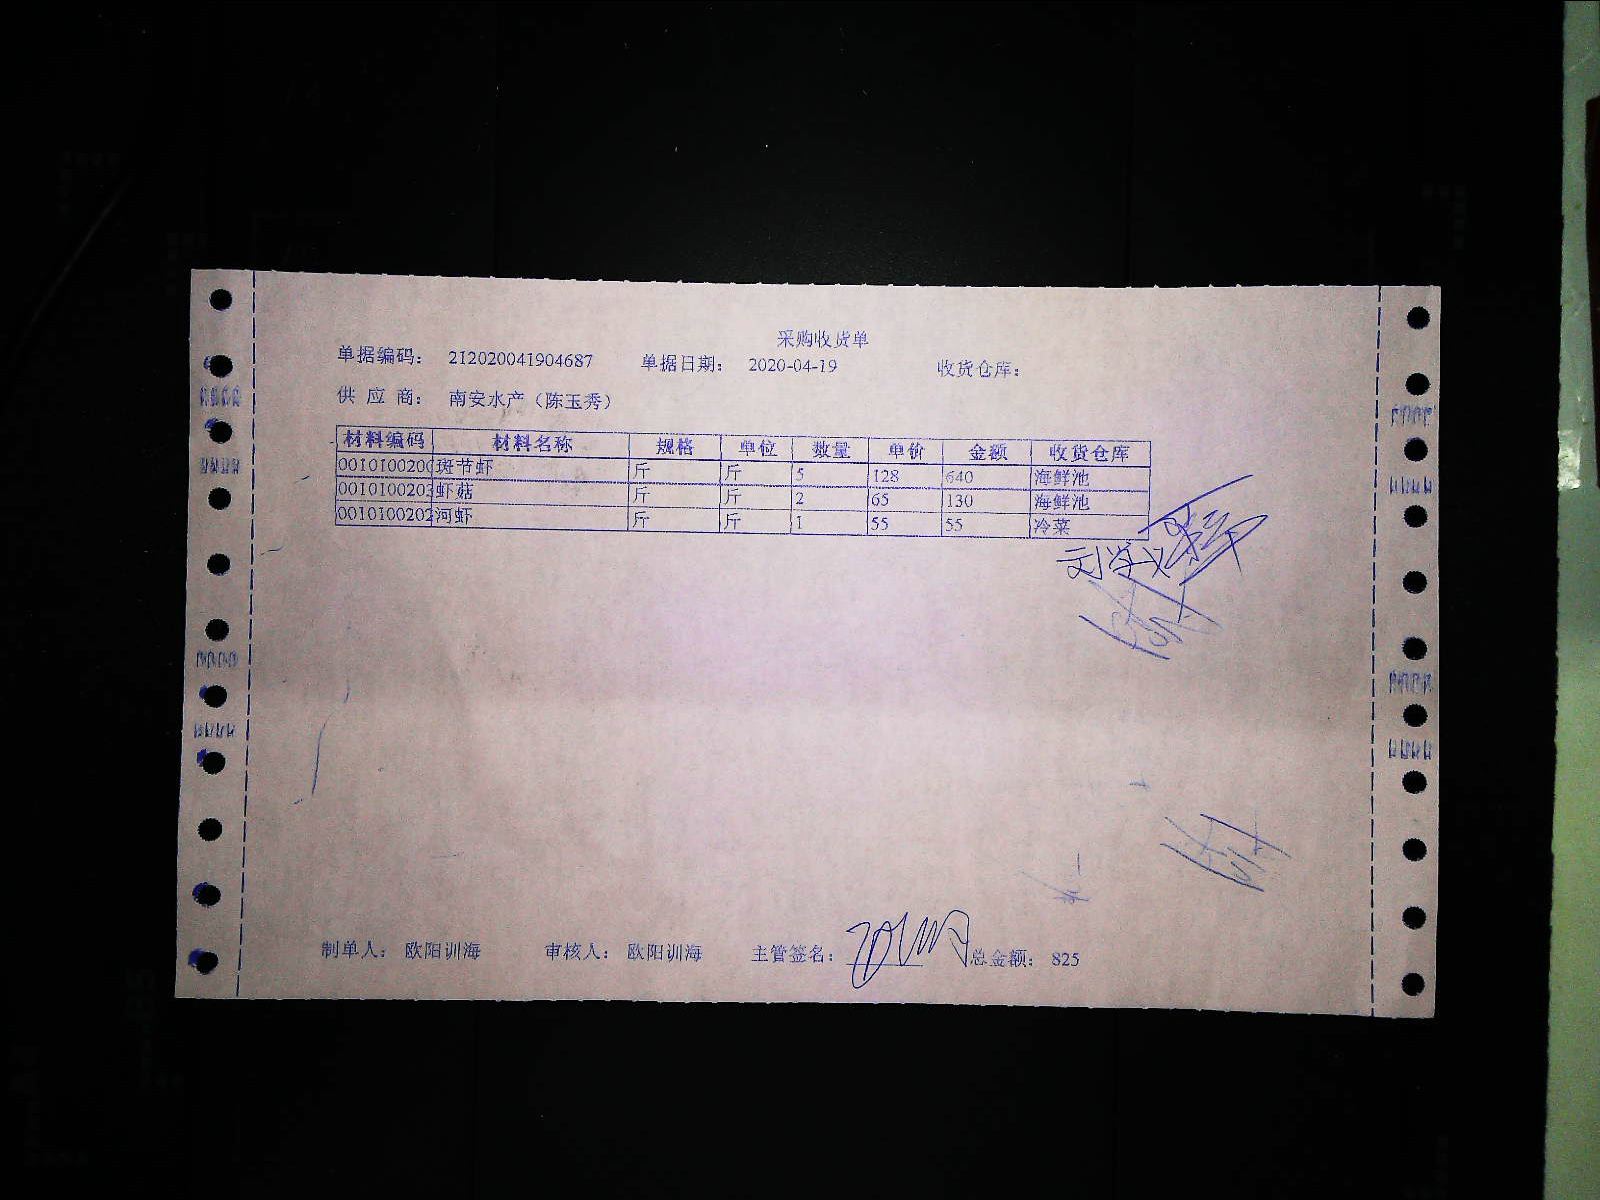 采购收货单
单据编码： 212020041904687 单据日期： 2020-04-19 收货仓库：
供 应 商： 南安水产（陈玉秀）
材料编码 材料名称 规格 单位 数量 单价 金额 收货仓库
0010100200 斑节虾 斤 斤 5 128 640 海鲜池
0010100203 虾菇 斤 斤 2 65 130 海鲜池
0010100202 河虾 斤 斤 1 55 55 冷菜
制单人： 欧阳训海 审核人： 欧阳训海 主管签名： 总金额： 825